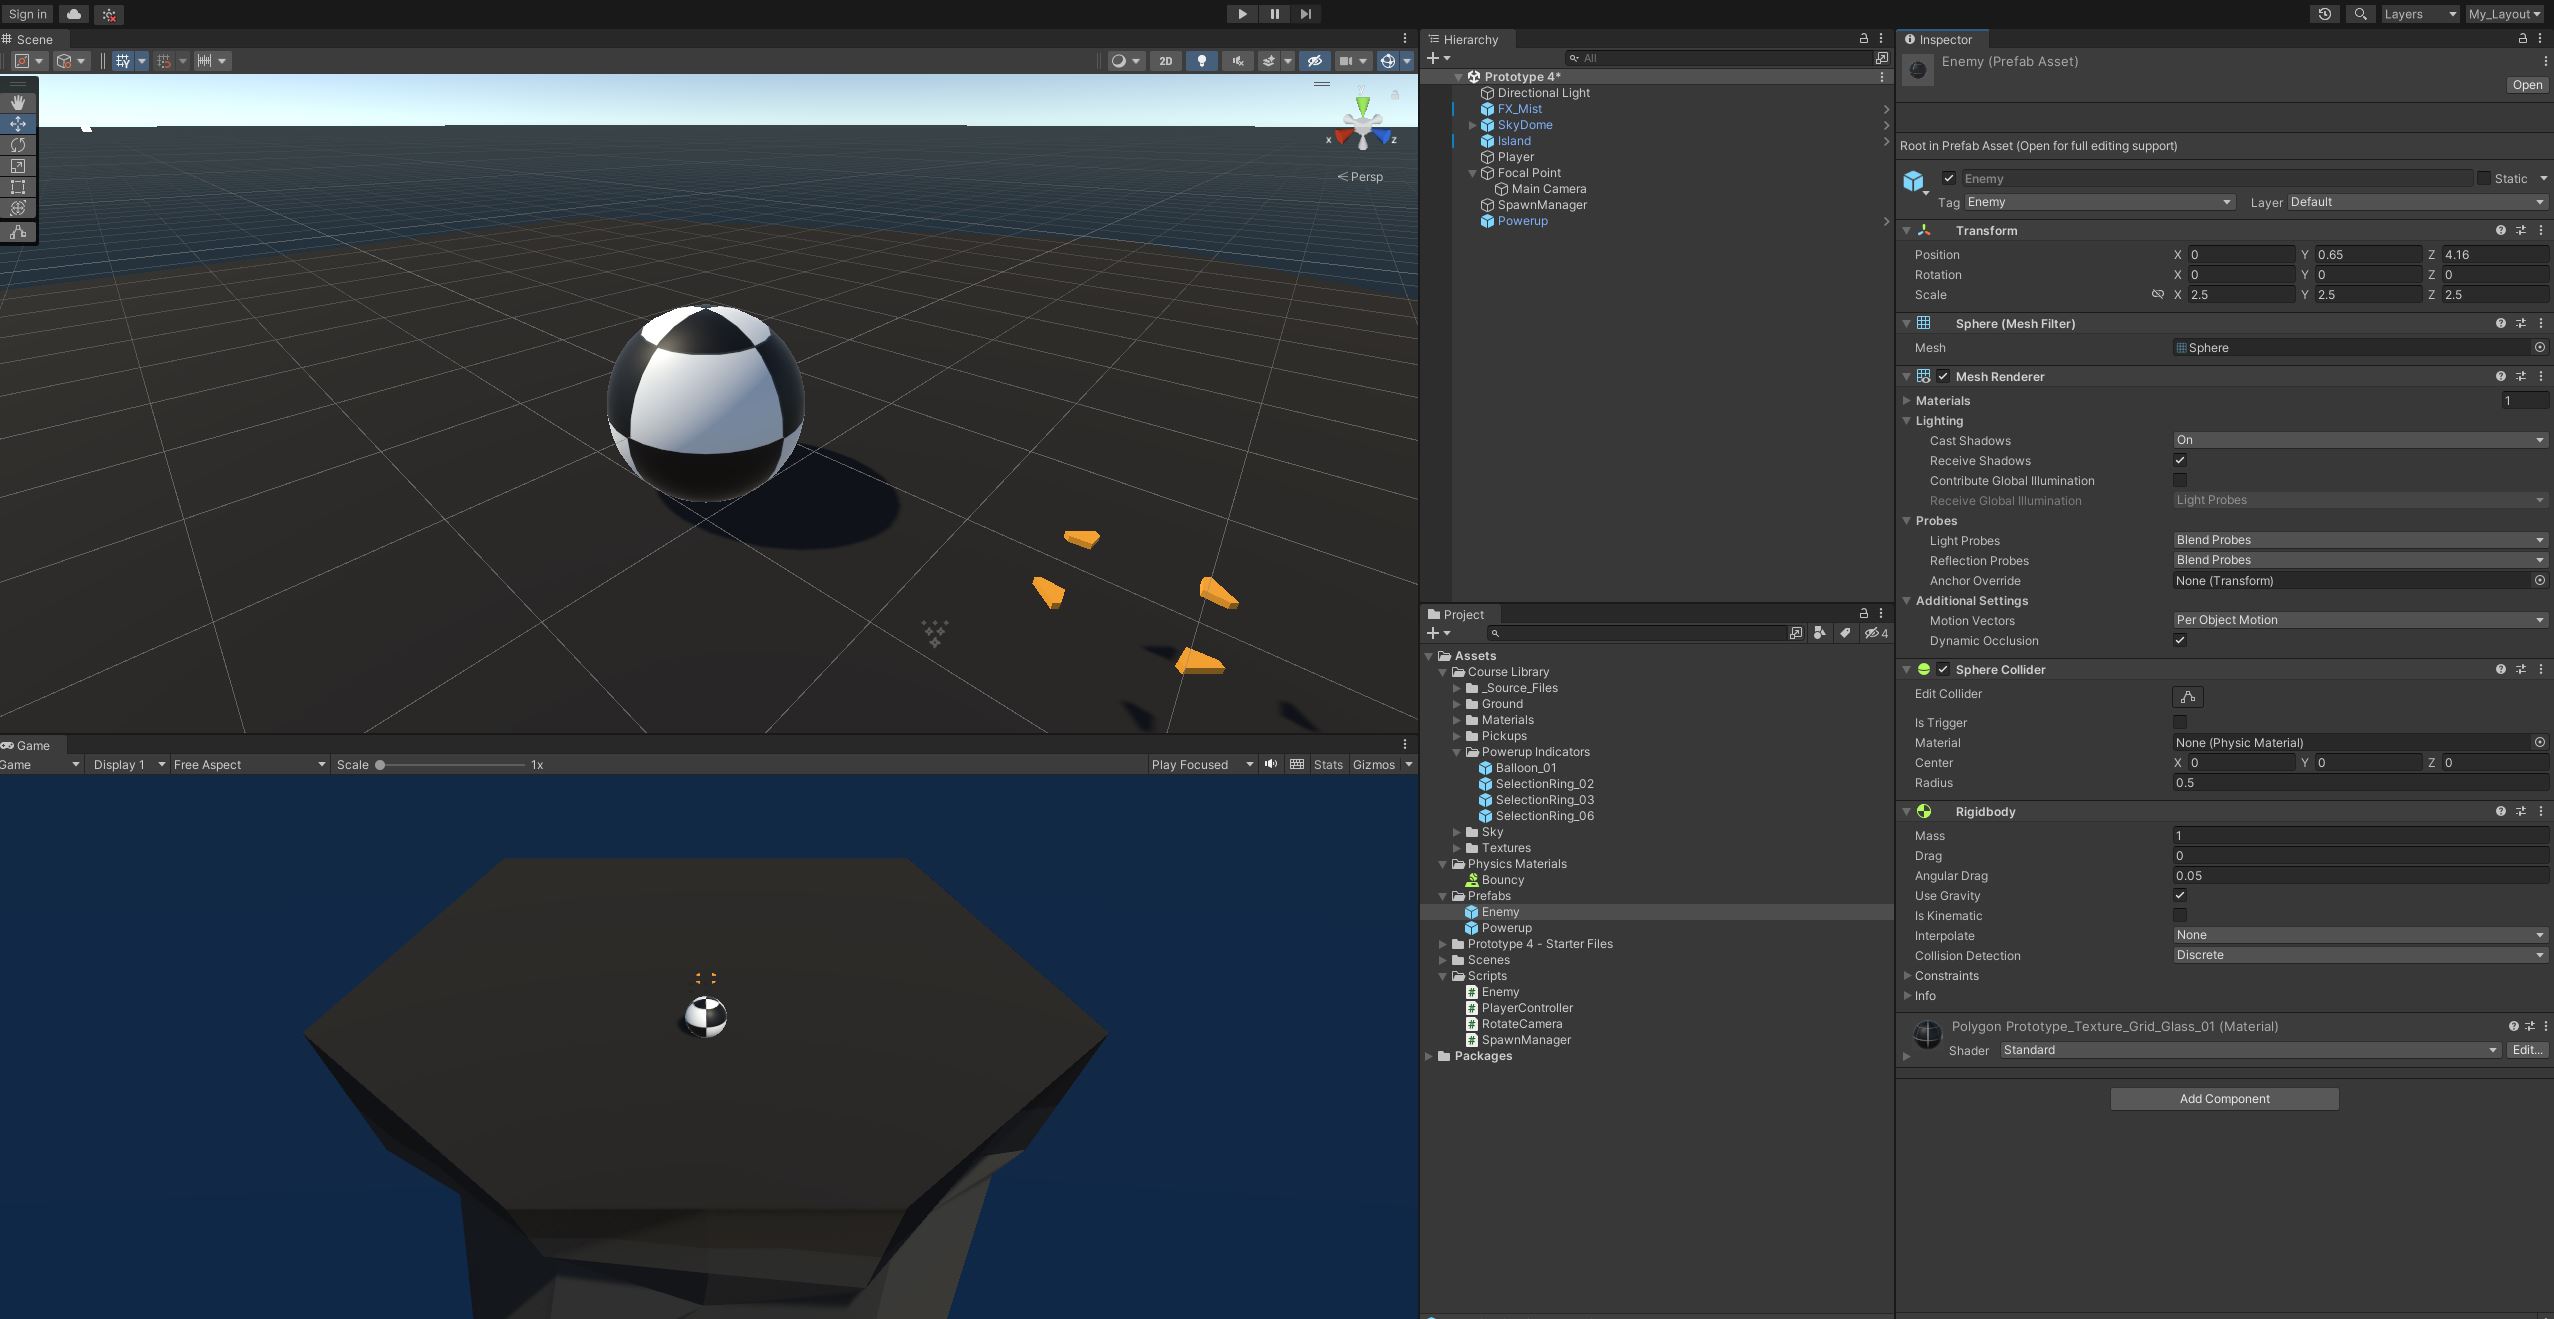 Sign in
Layers
My_Layout
Scene
2D
y
x
z
Persp
Game
Game
Display 1
Free Aspect
Scale
1x
Play Focused
Stats
Gizmos
Hierarchy
All
Prototype 4*
Directional Light
FX_Mist
SkyDome
Island
Player
Focal Point
Main Camera
SpawnManager
Powerup
Project
4
Assets
Course Library
_Source_Files
Ground
Materials
Pickups
Powerup Indicators
Balloon_01
SelectionRing_02
SelectionRing_03
SelectionRing_06
Sky
Textures
Physics Materials
Bouncy
Prefabs
Enemy
Powerup
Prototype 4 - Starter Files
Scenes
Scripts
Enemy
PlayerController
RotateCamera
SpawnManager
Packages
Inspector
Enemy (Prefab Asset)
Open
Root in Prefab Asset (Open for full editing support)
Enemy Static
Tag Enemy Layer Default
Transform
Position X 0 Y 0.65 Z 4.16
Rotation X 0 Y 0 Z 0
Scale X 2.5 Y 2.5 Z 2.5
Sphere (Mesh Filter)
Mesh Sphere
Mesh Renderer
Materials 1
Lighting
Cast Shadows On
Receive Shadows
Contribute Global Illumination
Receive Global Illumination Light Probes
Probes
Light Probes Blend Probes
Reflection Probes Blend Probes
Anchor Override None (Transform)
Additional Settings
Motion Vectors Per Object Motion
Dynamic Occlusion
Sphere Collider
Edit Collider
Is Trigger
Material None (Physic Material)
Center X 0 Y 0 Z 0
Radius 0.5
Rigidbody
Mass 1
Drag 0
Angular Drag 0.05
Use Gravity
Is Kinematic
Interpolate None
Collision Detection Discrete
Constraints
Info
Polygon Prototype_Texture_Grid_Glass_01 (Material)
Shader Standard Edit...
Add Component